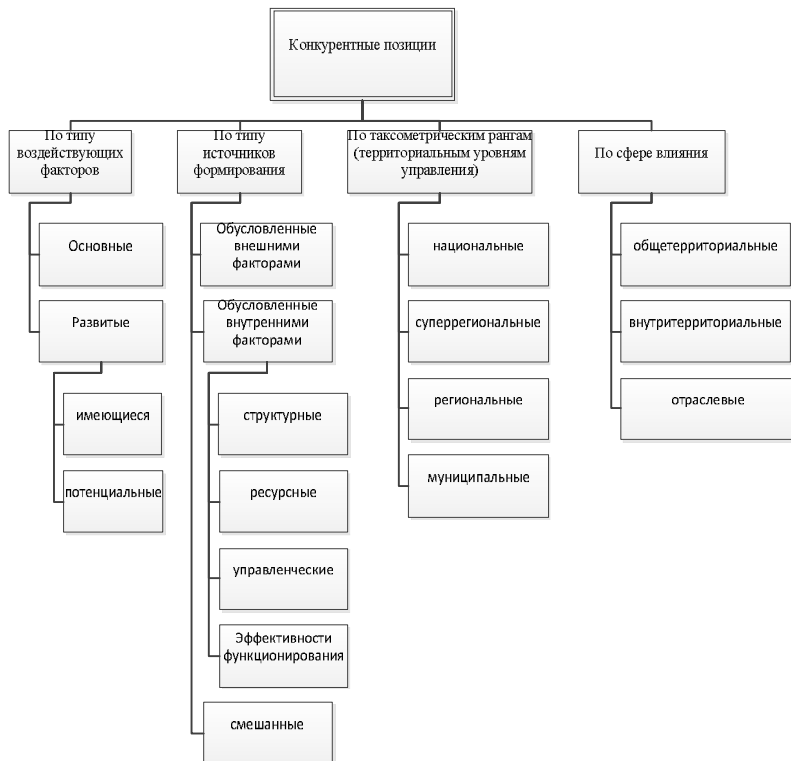 Конкурентные позиции
По типу
воздействующих
факторов
По типу
источников
формирования
По таксометрическим рангам
(территориальным уровням
управления)
По сфере влияния
Основные
Развитые
имеющиеся
потенциальные
Обусловленные
внешними
факторами
Обусловленные
внутренними
факторами
структурные
ресурсные
управленческие
Эффективности
функционирования
смешанные
национальные
суперрегиональные
региональные
муниципальные
общетерриториальные
внутритерриториальные
отраслевые